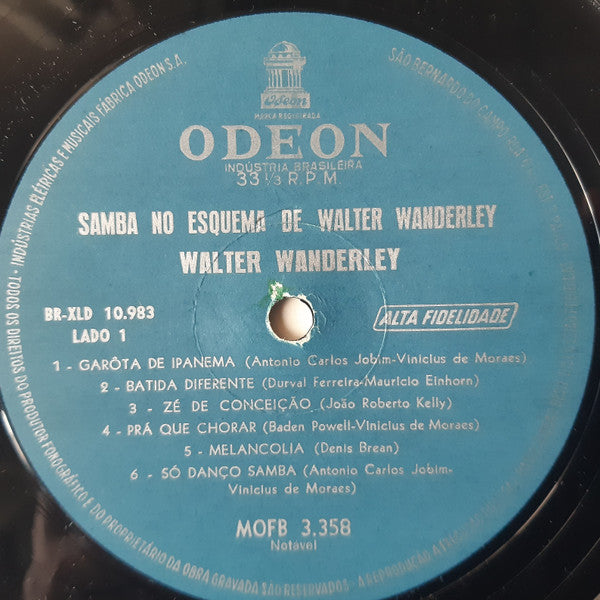 INDÚSTRIAS ELÉTRICAS E MUSICAIS FÁBRICA ODEON S.A.
SÃO BERNARDO DO CAMPO, RUA
Odeon
MARCA REGISTRADA
ODEON
INDÚSTRIA BRASILEIRA
33 1/3 R.P.M.
SAMBA NO ESQUEMA DE WALTER WANDERLEY
WALTER WANDERLEY
BR-XLD 10.983
LADO 1
ALTA FIDELIDADE
1 - GARÔTA DE IPANEMA (Antonio Carlos Jobim-Vinicius de Moraes)
2 - BATIDA DIFERENTE (Durval Ferreira-Mauricio Einhorn)
3 - ZÉ DE CONCEIÇÃO (João Roberto Kelly)
4 - PRÁ QUE CHORAR (Baden Powell-Vinicius de Moraes)
5 - MELANCOLIA (Denis Brean)
6 - SÓ DANÇO SAMBA (Antonio Carlos Jobim-
Vinicius de Moraes)
MOFB 3.358
Notavel
TODOS OS DIREITOS DO PRODUTOR FONOGRÁFICO E DO PROPRIETÁRIO DA OBRA GRAVADA SÃO RESERVADOS - A REPRODUÇÃO A